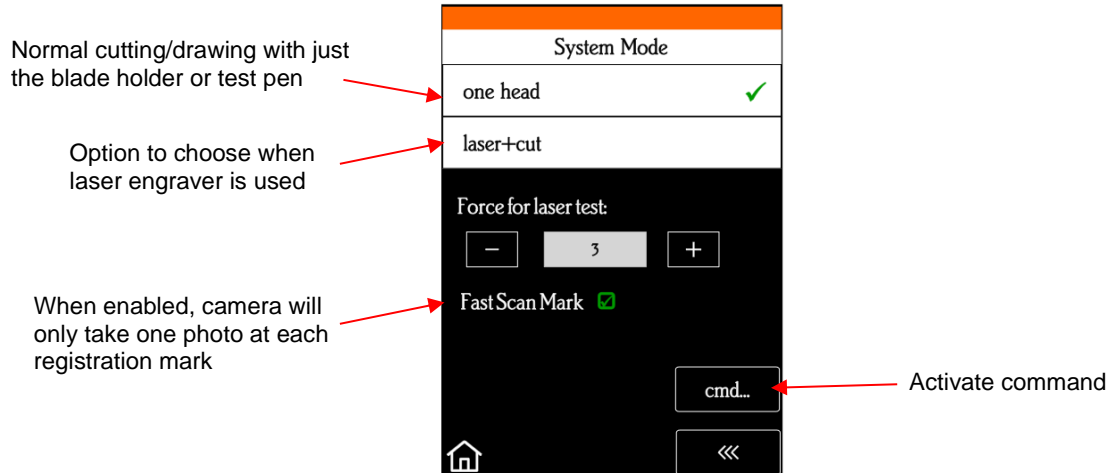 System Mode
Normal cutting/drawing with just
the blade holder or test pen
one head
laser+cut
Option to choose when
laser engraver is used
Force for laser test:
− 3 +
When enabled, camera will
only take one photo at each
registration mark
Fast Scan Mark
cmd...
Activate command
<<<